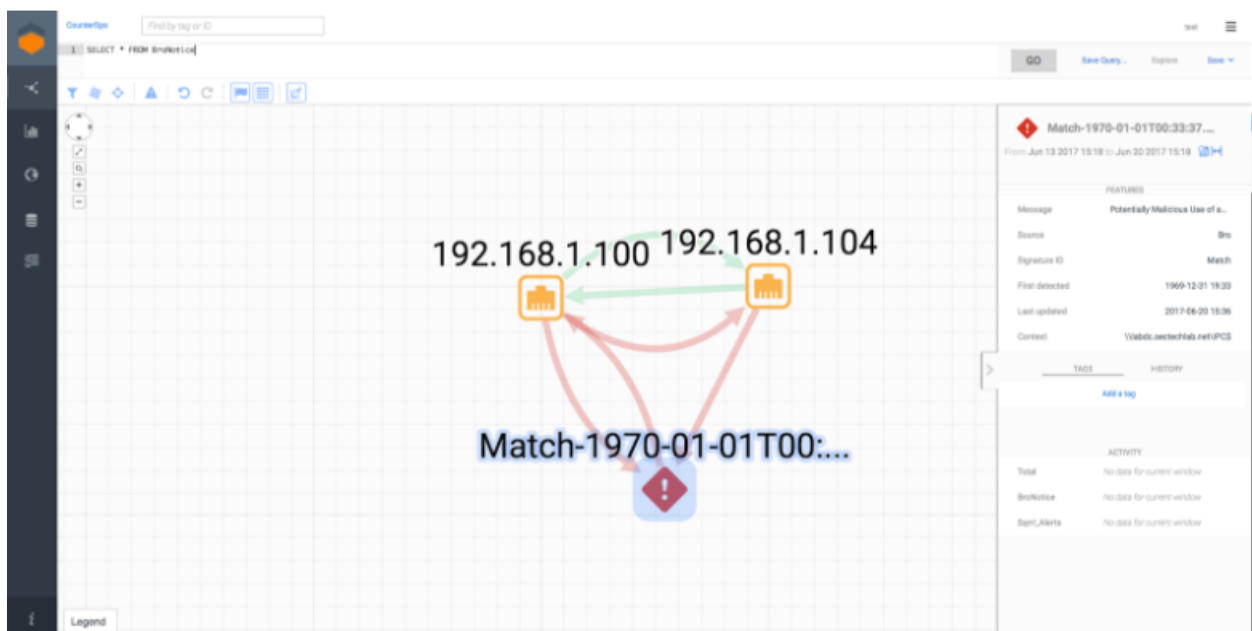 CounterOps
Find by tag or ID
test
1 SELECT * FROM BroNotice
GO
Save Query...
Explore
Save
192.168.1.100
192.168.1.104
Match-1970-01-01T00:...
Legend
Match-1970-01-01T00:33:37....
From Jun 13 2017 15:18 to Jun 20 2017 15:18
FEATURES
Message Potentially Malicious Use of a...
Source Bro
Signature ID Match
First detected 1969-12-31 19:33
Last updated 2017-06-20 15:36
Context
TAGS HISTORY
Add a tag
ACTIVITY
Total No data for current window
BroNotice No data for current window
Sqrrl_Alerts No data for current window